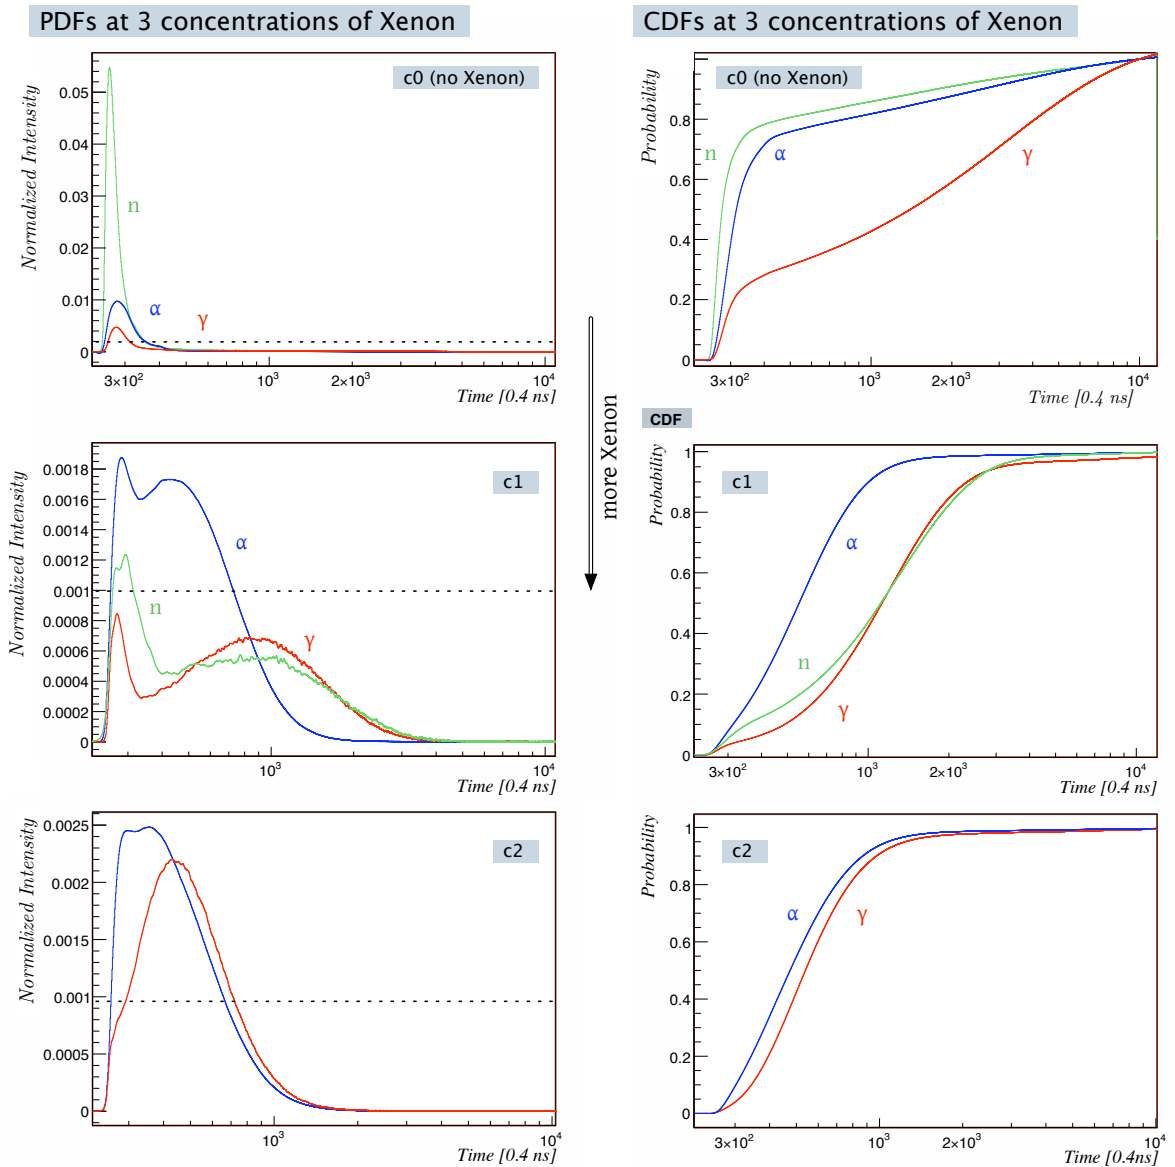 PDFs at 3 concentrations of Xenon
CDFs at 3 concentrations of Xenon
Normalized Intensity
c0 (no Xenon)
0.05
0.04
0.03
0.02
0.01
0
n
α
γ
3×10²
10³
2×10³
10⁴
Time [0.4 ns]
Probability
c0 (no Xenon)
0.8
0.6
0.4
0.2
0
n
α
γ
3×10²
10³
2×10³
10⁴
Time [0.4 ns]
more Xenon
CDF
Normalized Intensity
c1
0.0018
0.0016
0.0014
0.0012
0.001
0.0008
0.0006
0.0004
0.0002
0
α
n
γ
10³
10⁴
Time [0.4 ns]
Probability
c1
1
0.8
0.6
0.4
0.2
0
α
n
γ
3×10²
10³
2×10³
10⁴
Time [0.4 ns]
Normalized Intensity
c2
0.0025
0.002
0.0015
0.001
0.0005
0
10³
10⁴
Time [0.4 ns]
Probability
c2
1
0.8
0.6
0.4
0.2
0
α
γ
3×10²
10³
2×10³
10⁴
Time [0.4ns]